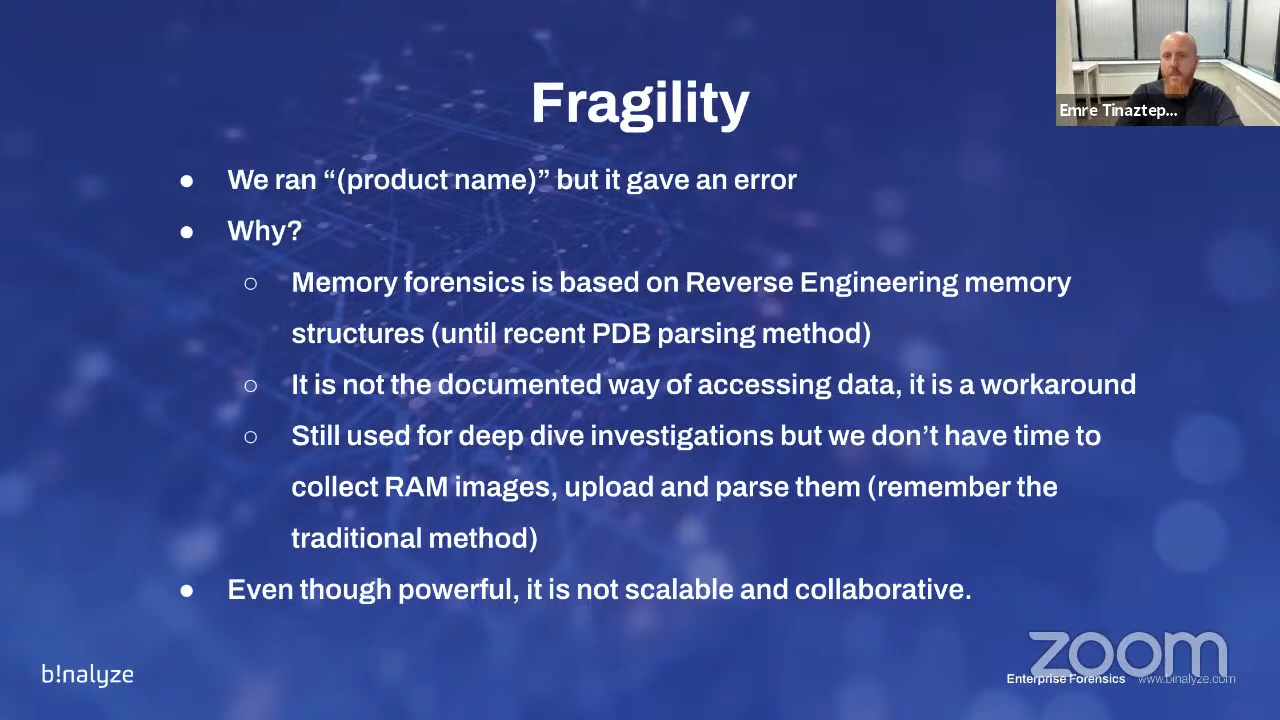 Emre Tinaztep...
Fragility
● We ran “(product name)” but it gave an error
● Why?
○ Memory forensics is based on Reverse Engineering memory
structures (until recent PDB parsing method)
○ It is not the documented way of accessing data, it is a workaround
○ Still used for deep dive investigations but we don’t have time to
collect RAM images, upload and parse them (remember the
traditional method)
● Even though powerful, it is not scalable and collaborative.
b!nalyze
zoom
Enterprise Forensics www.binalyze.com